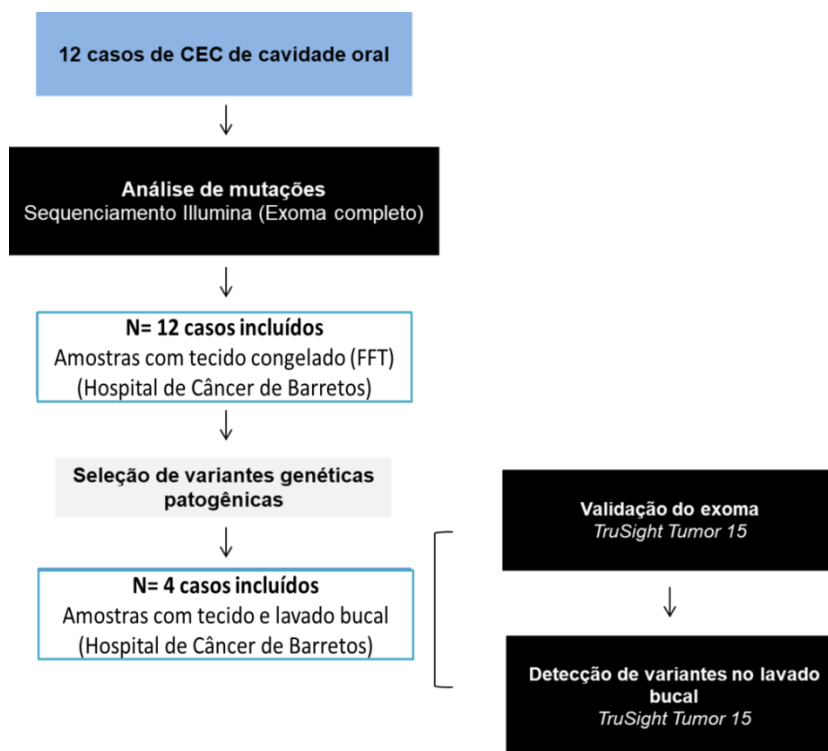 12 casos de CEC de cavidade oral
Análise de mutações
Sequenciamento Illumina (Exoma completo)
N= 12 casos incluídos
Amostras com tecido congelado (FFT)
(Hospital de Câncer de Barretos)
Seleção de variantes genéticas
patogênicas
N= 4 casos incluídos
Amostras com tecido e lavado bucal
(Hospital de Câncer de Barretos)
Validação do exoma
TruSight Tumor 15
Detecção de variantes no lavado
bucal
TruSight Tumor 15